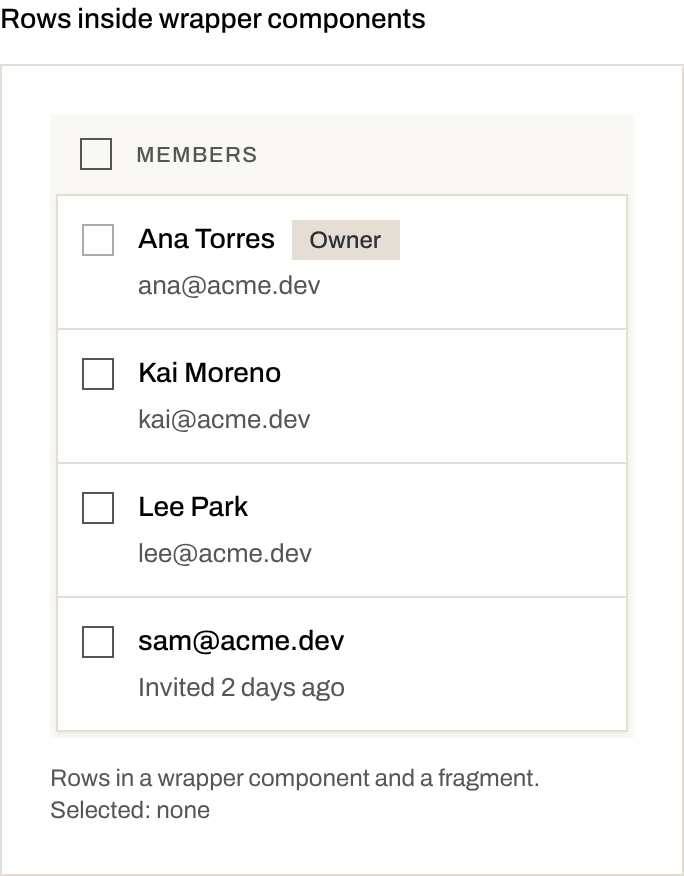 Rows inside wrapper components
MEMBERS
Ana Torres Owner
ana@acme.dev
Kai Moreno
kai@acme.dev
Lee Park
lee@acme.dev
sam@acme.dev
Invited 2 days ago
Rows in a wrapper component and a fragment.
Selected: none